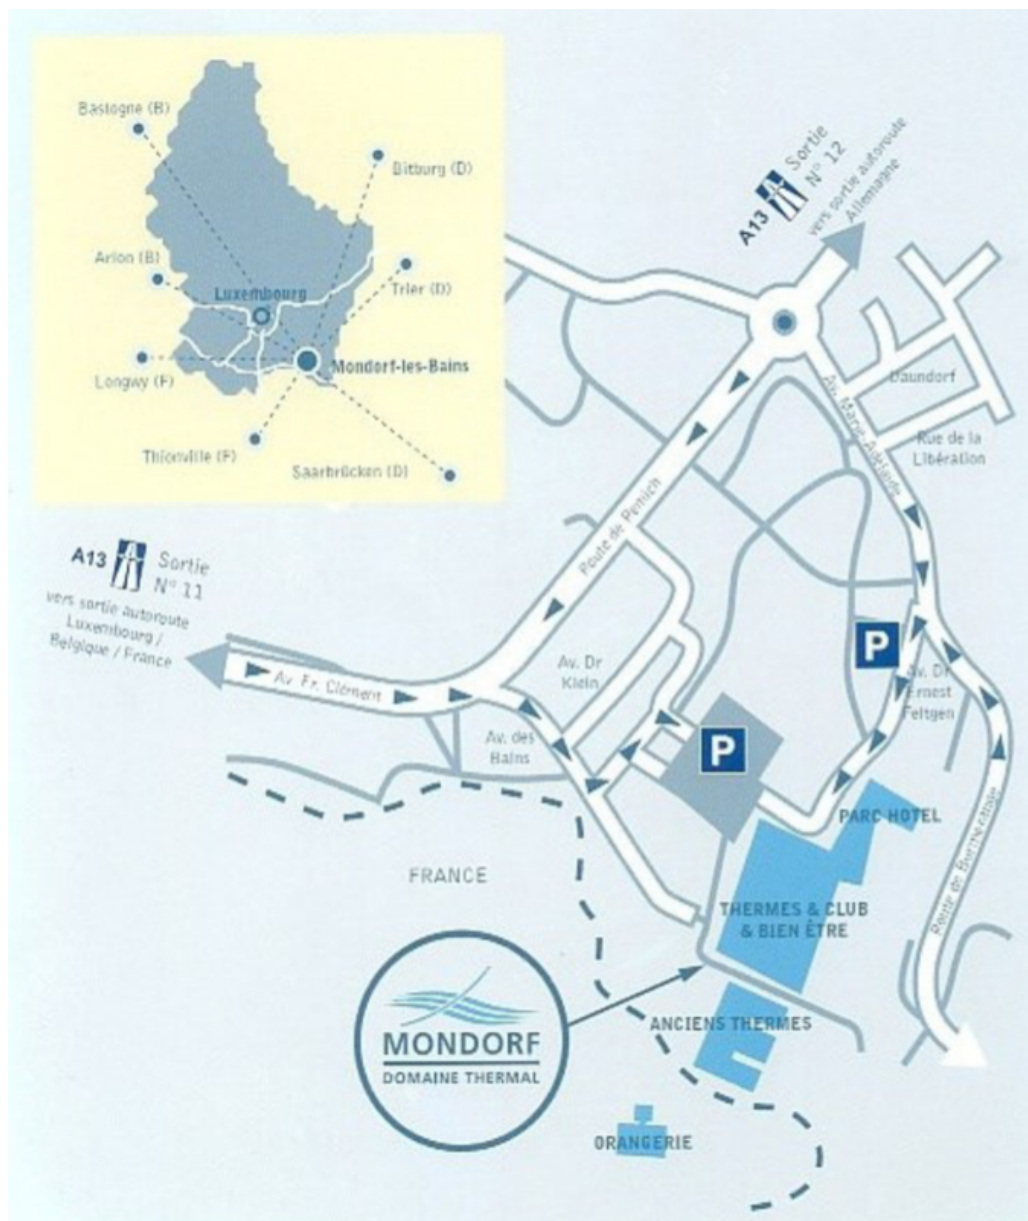 Bastogne (B)
Bitburg (D)
Arlon (B)
Luxembourg
Trier (D)
Mondorf-les-Bains
Longwy (F)
Thionville (F)
Saarbrücken (D)
A13
Sortie
N° 12
vers sortie autoroute
Allemagne
Daundorf
Av. Marie-Adelaide
Rue de la
Libération
Route de Remich
A13
Sortie
N° 11
vers sortie autoroute
Luxembourg /
Belgique / France
Av. Fr. Clément
Av. Dr
Klein
P
Av. Dr
Ernest
Feltgen
Av. des
Bains
P
PARC HOTEL
Route de Burmerange
FRANCE
THERMES & CLUB
& BIEN ÊTRE
MONDORF
DOMAINE THERMAL
ANCIENS THERMES
ORANGERIE